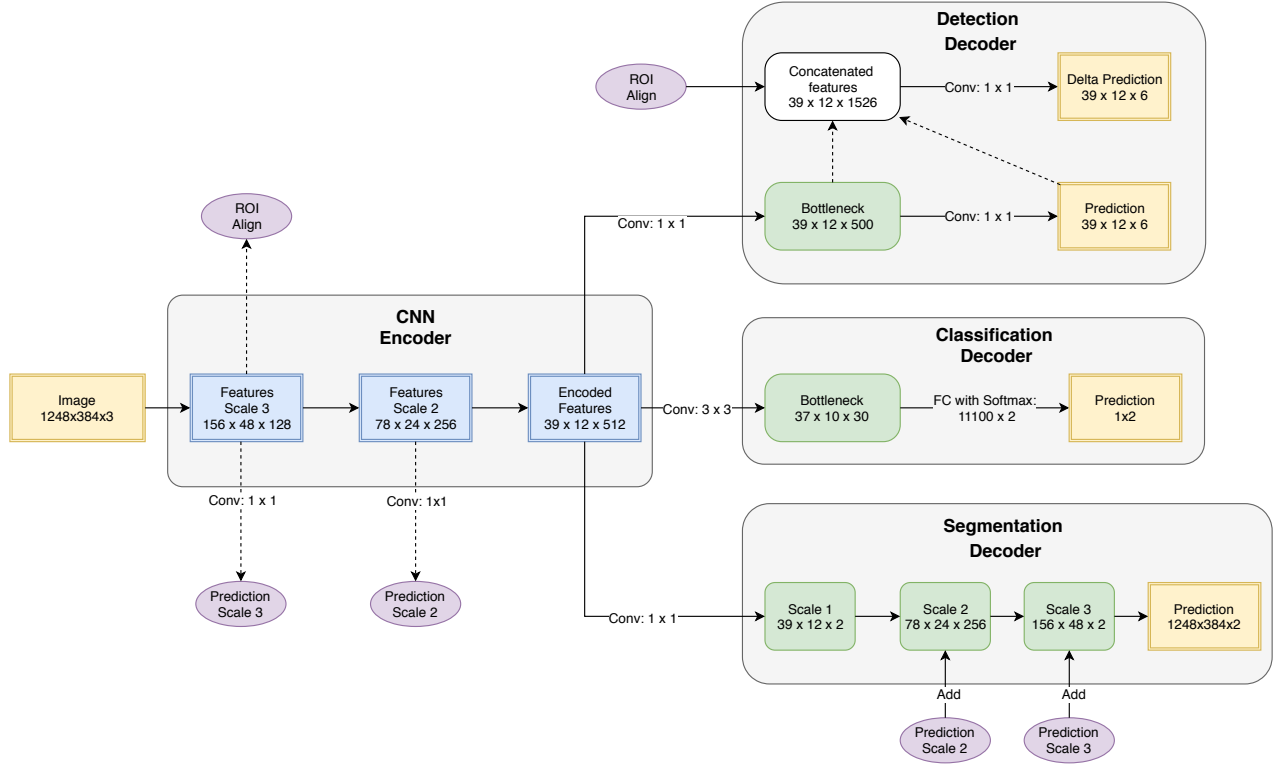 Detection
Decoder
ROI
Align
Concatenated
features
39 x 12 x 1526
Conv: 1 x 1
Delta Prediction
39 x 12 x 6
Conv: 1 x 1
Bottleneck
39 x 12 x 500
Conv: 1 x 1
Prediction
39 x 12 x 6
ROI
Align
CNN
Encoder
Image
1248x384x3
Features
Scale 3
156 x 48 x 128
Features
Scale 2
78 x 24 x 256
Encoded
Features
39 x 12 x 512
Conv: 1 x 1
Conv: 1x1
Prediction
Scale 3
Prediction
Scale 2
Classification
Decoder
Conv: 3 x 3
Bottleneck
37 x 10 x 30
FC with Softmax:
11100 x 2
Prediction
1x2
Segmentation
Decoder
Conv: 1 x 1
Scale 1
39 x 12 x 2
Scale 2
78 x 24 x 256
Scale 3
156 x 48 x 2
Prediction
1248x384x2
Add
Add
Prediction
Scale 2
Prediction
Scale 3